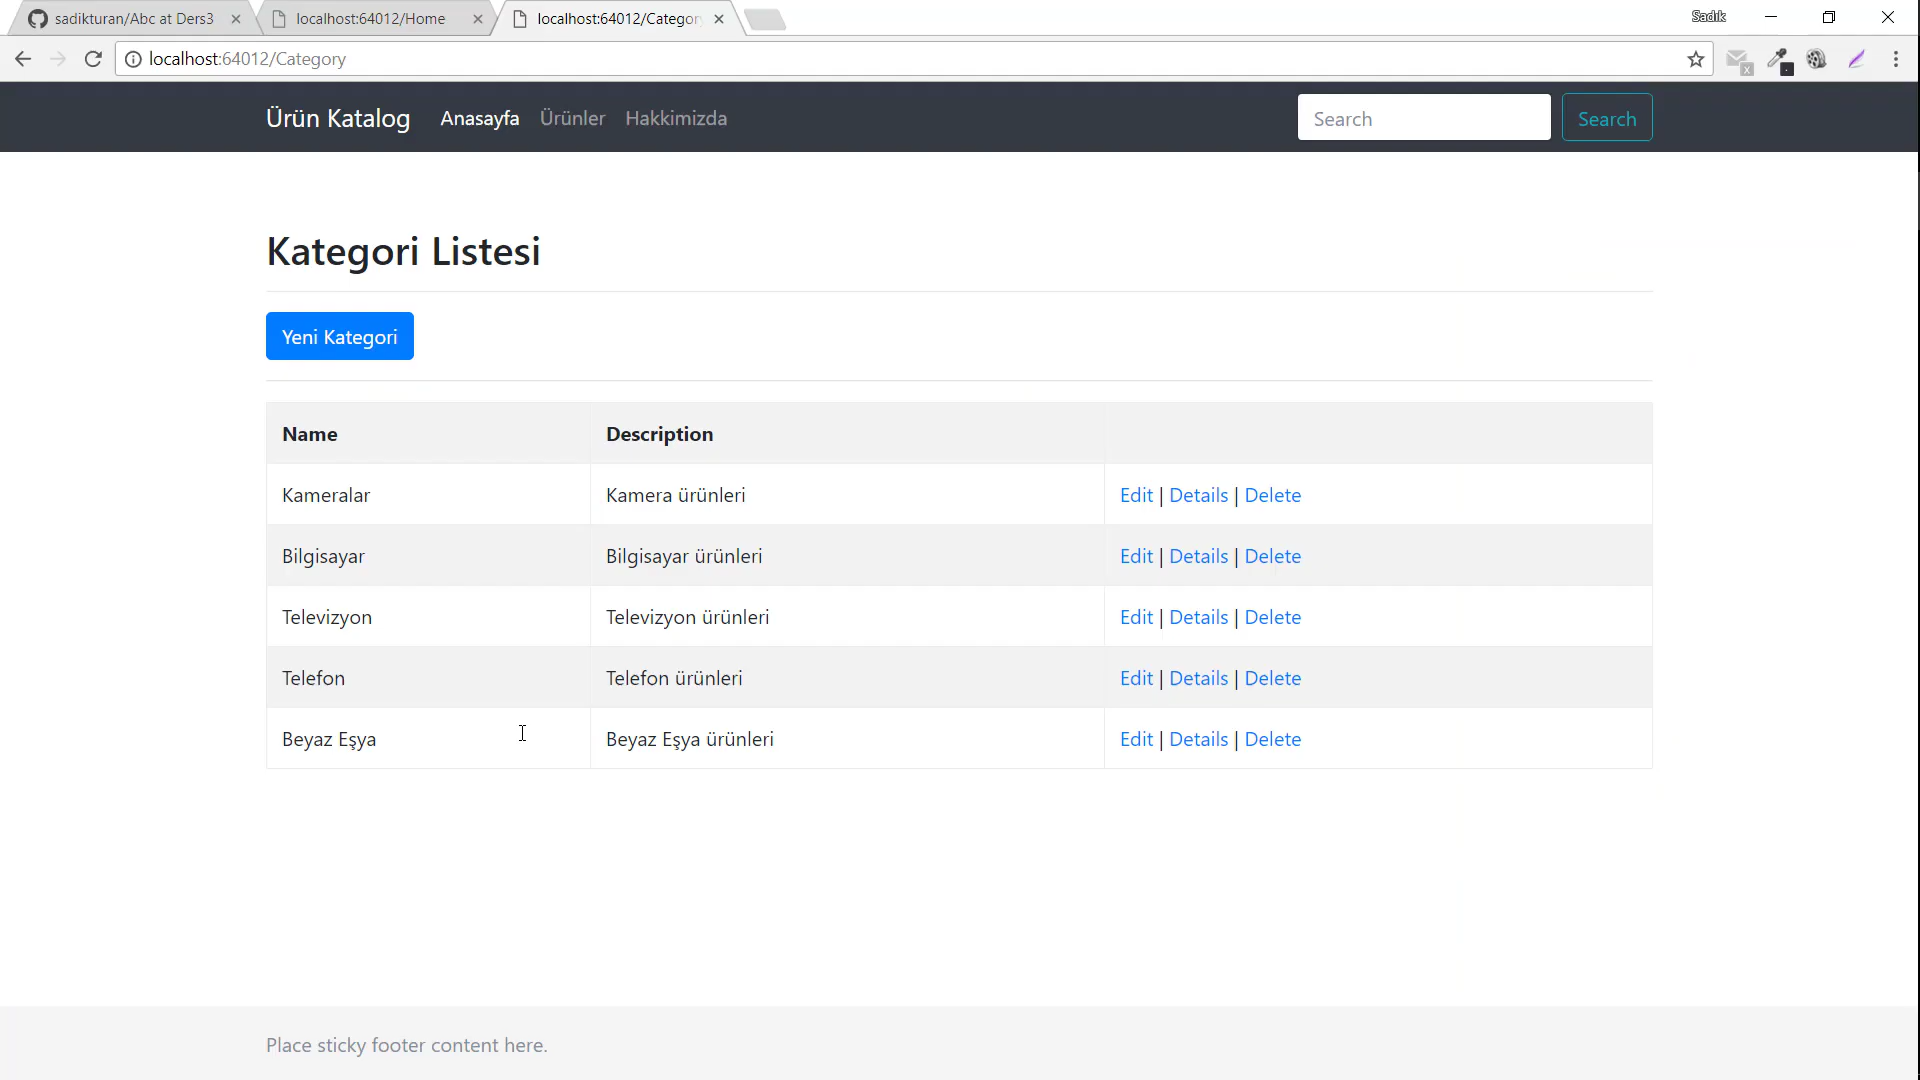 sadikturan/Abc at Ders3
localhost:64012/Home
localhost:64012/Categor
Sadık
localhost:64012/Category
Ürün Katalog Anasayfa Ürünler Hakkimizda
Search Search
Kategori Listesi
Yeni Kategori
Name Description
Kameralar Kamera ürünleri Edit | Details | Delete
Bilgisayar Bilgisayar ürünleri Edit | Details | Delete
Televizyon Televizyon ürünleri Edit | Details | Delete
Telefon Telefon ürünleri Edit | Details | Delete
Beyaz Eşya Beyaz Eşya ürünleri Edit | Details | Delete
Place sticky footer content here.